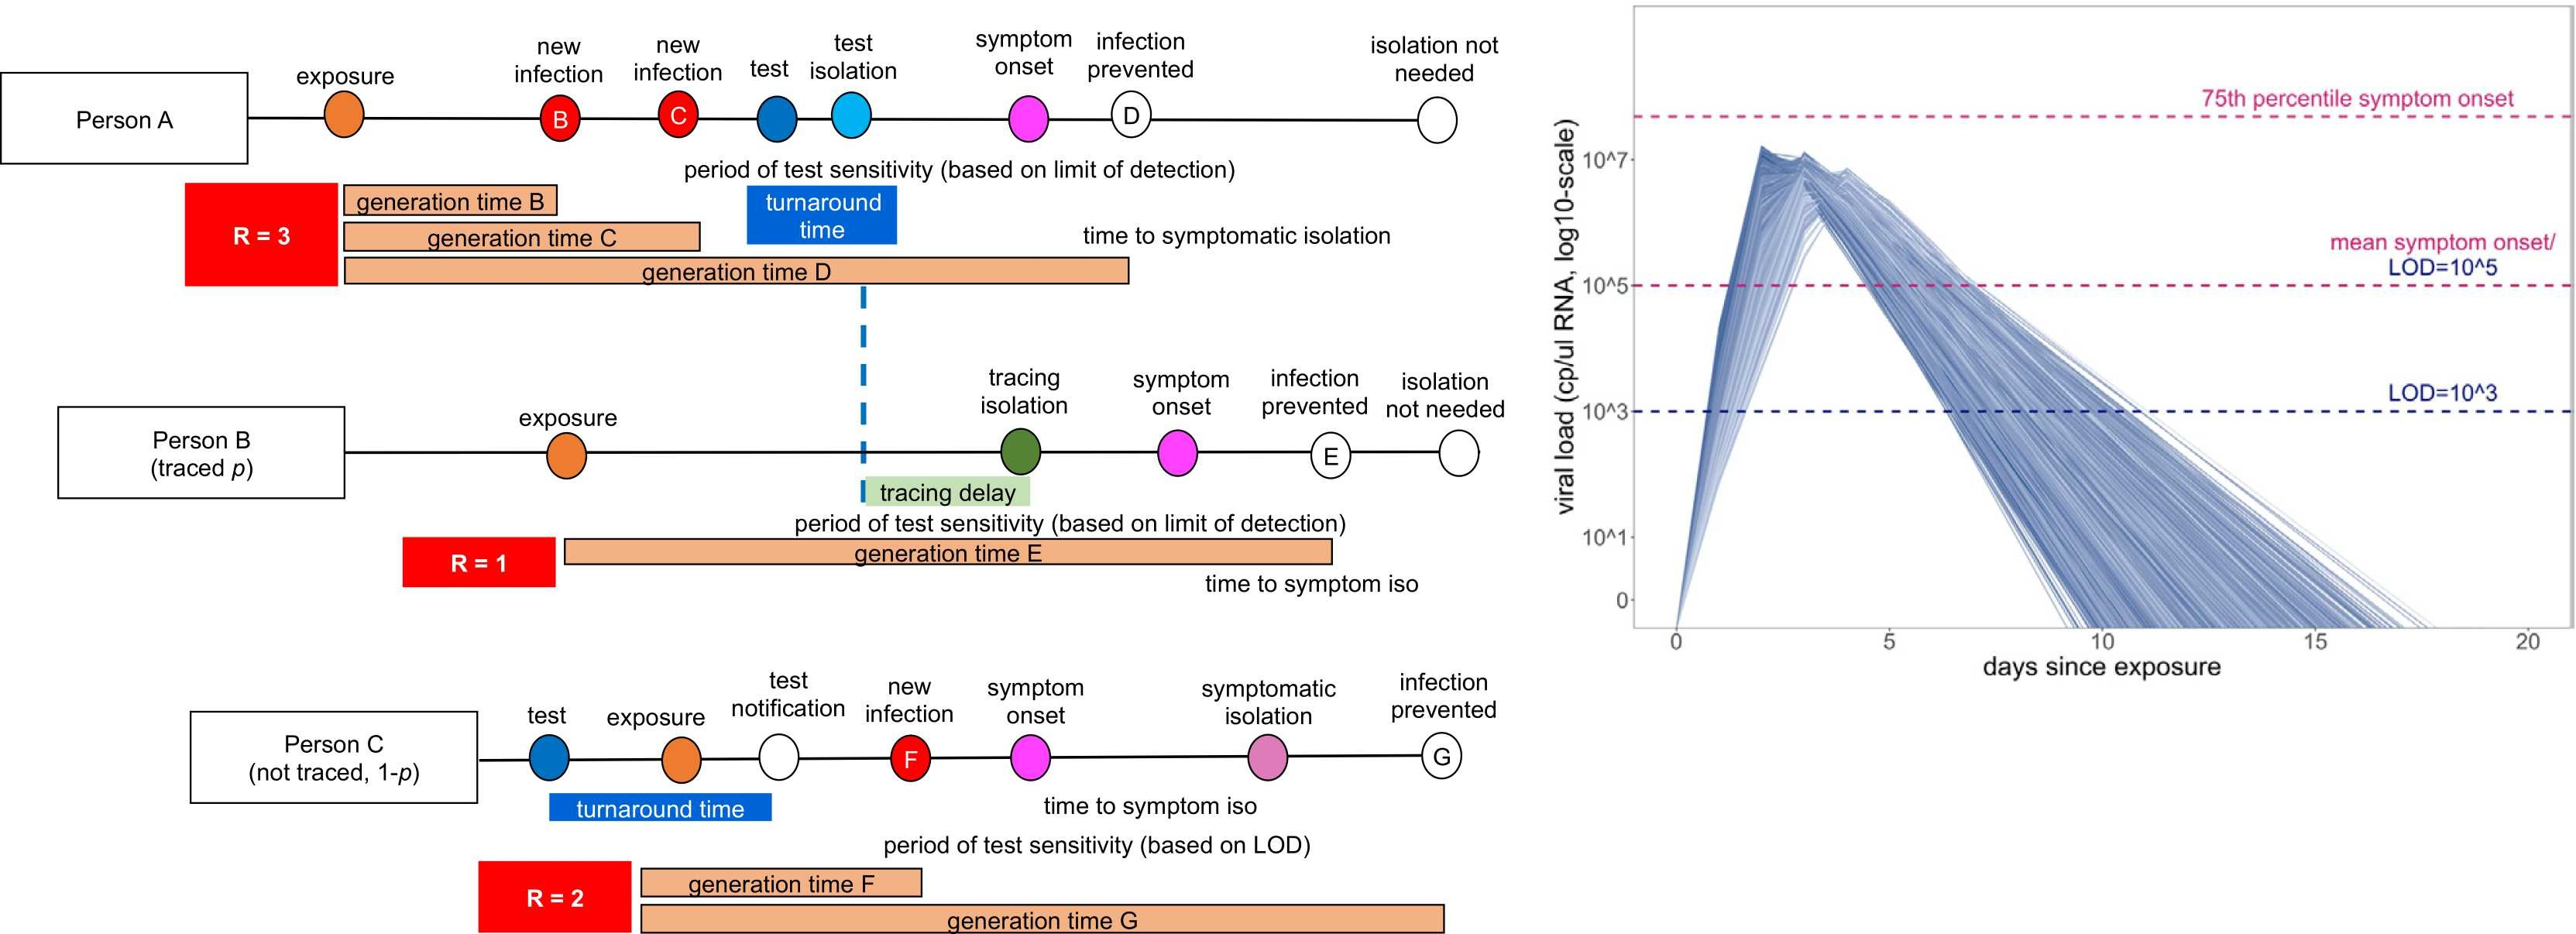 Person A
exposure
new
infection
B
new
infection
C
test
test
isolation
symptom
onset
infection
prevented
D
isolation not
needed
period of test sensitivity (based on limit of detection)
R = 3
generation time B
generation time C
generation time D
turnaround
time
time to symptomatic isolation
Person B
(traced p)
exposure
tracing
isolation
symptom
onset
infection
prevented
E
isolation
not needed
tracing delay
period of test sensitivity (based on limit of detection)
R = 1
generation time E
time to symptom iso
Person C
(not traced, 1-p)
test
exposure
test
notification
new
infection
F
symptom
onset
symptomatic
isolation
infection
prevented
G
turnaround time
time to symptom iso
period of test sensitivity (based on LOD)
R = 2
generation time F
generation time G
viral load (cp/ul RNA, log10-scale)
10^7
10^5
10^3
10^1
0
75th percentile symptom onset
mean symptom onset/
LOD=10^5
LOD=10^3
0
5
10
15
20
days since exposure